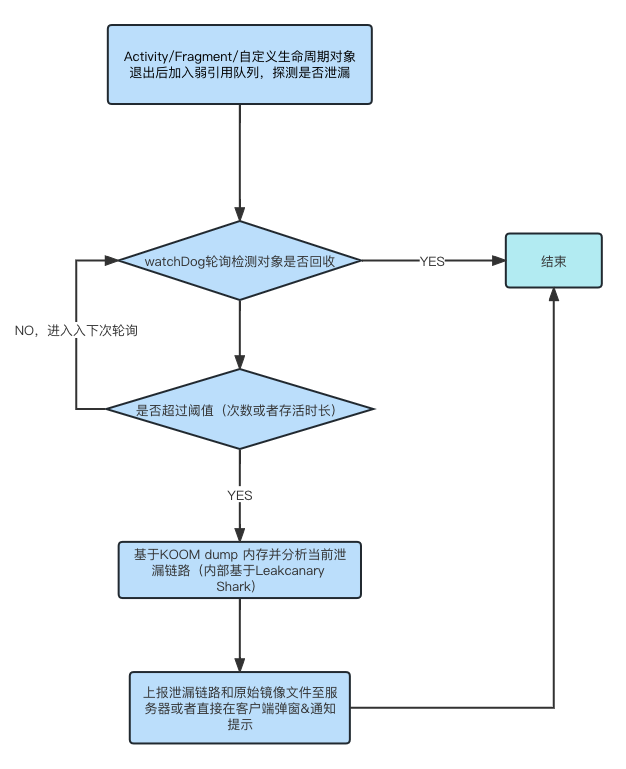 Activity/Fragment/自定义生命周期对象
退出后加入弱引用队列，探测是否泄漏
watchDog轮询检测对象是否回收
YES
结束
NO，进入入下次轮询
是否超过阈值（次数或者存活时长）
YES
基于KOOM dump 内存并分析当前泄
漏链路（内部基于Leakcanary
Shark）
上报泄漏链路和原始镜像文件至服
务器或者直接在客户端弹窗&通知
提示